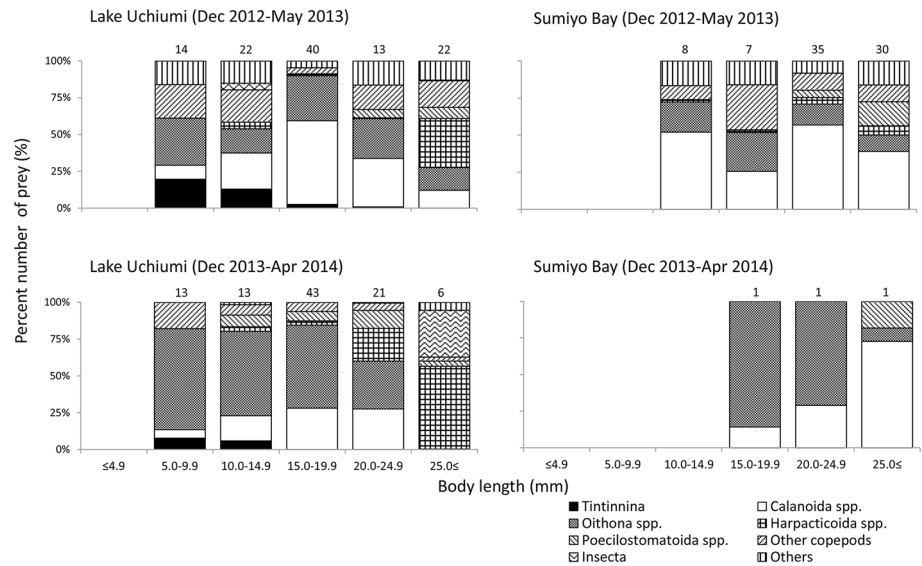 Lake Uchiumi (Dec 2012-May 2013)
Sumiyo Bay (Dec 2012-May 2013)
14 22 40 13 22
8 7 35 30
100%
75%
50%
25%
0%
Percent number of prey (%)
Lake Uchiumi (Dec 2013-Apr 2014)
Sumiyo Bay (Dec 2013-Apr 2014)
13 13 43 21 6
1 1 1
100%
75%
50%
25%
0%
≤4.9 5.0-9.9 10.0-14.9 15.0-19.9 20.0-24.9 25.0≤
≤4.9 5.0-9.9 10.0-14.9 15.0-19.9 20.0-24.9 25.0≤
Body length (mm)
Tintinnina
Calanoida spp.
Oithona spp.
Harpacticoida spp.
Poecilostomatoida spp.
Other copepods
Insecta
Others